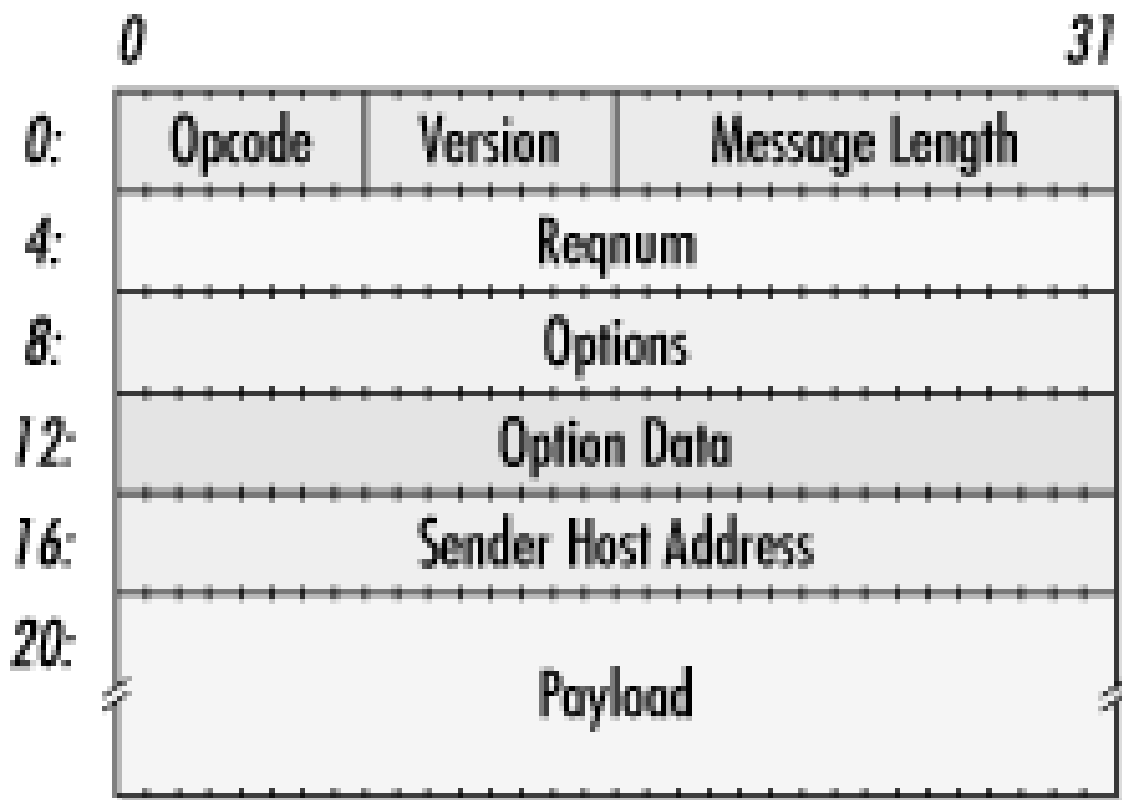 0 31
0: Opcode Version Message Length
4: Reqnum
8: Options
12: Option Data
16: Sender Host Address
20:
Payload